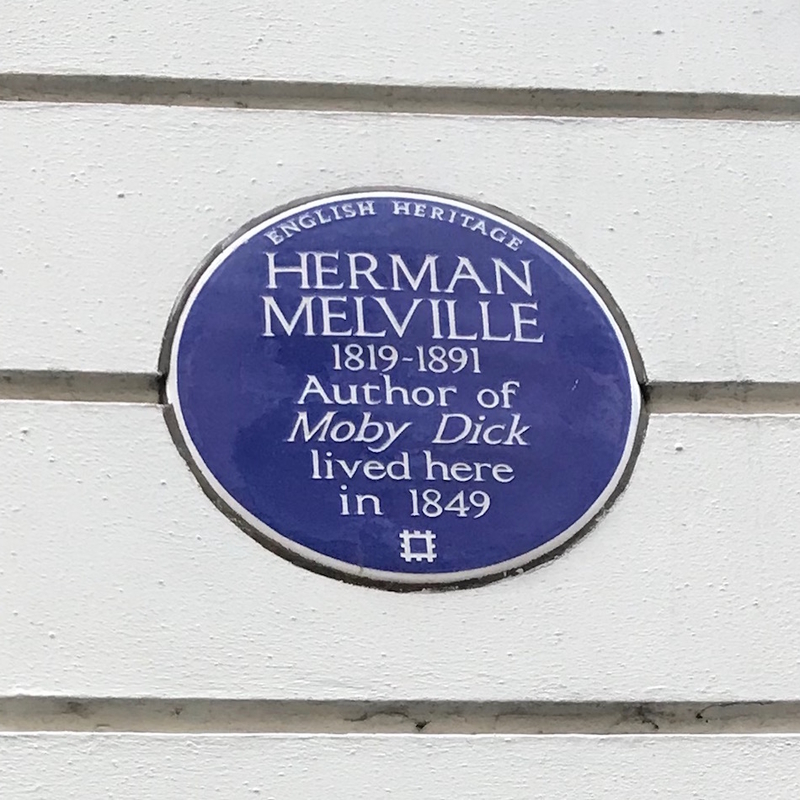 ENGLISH HERITAGE
HERMAN
MELVILLE
1819-1891
Author of
Moby Dick
lived here
in 1849